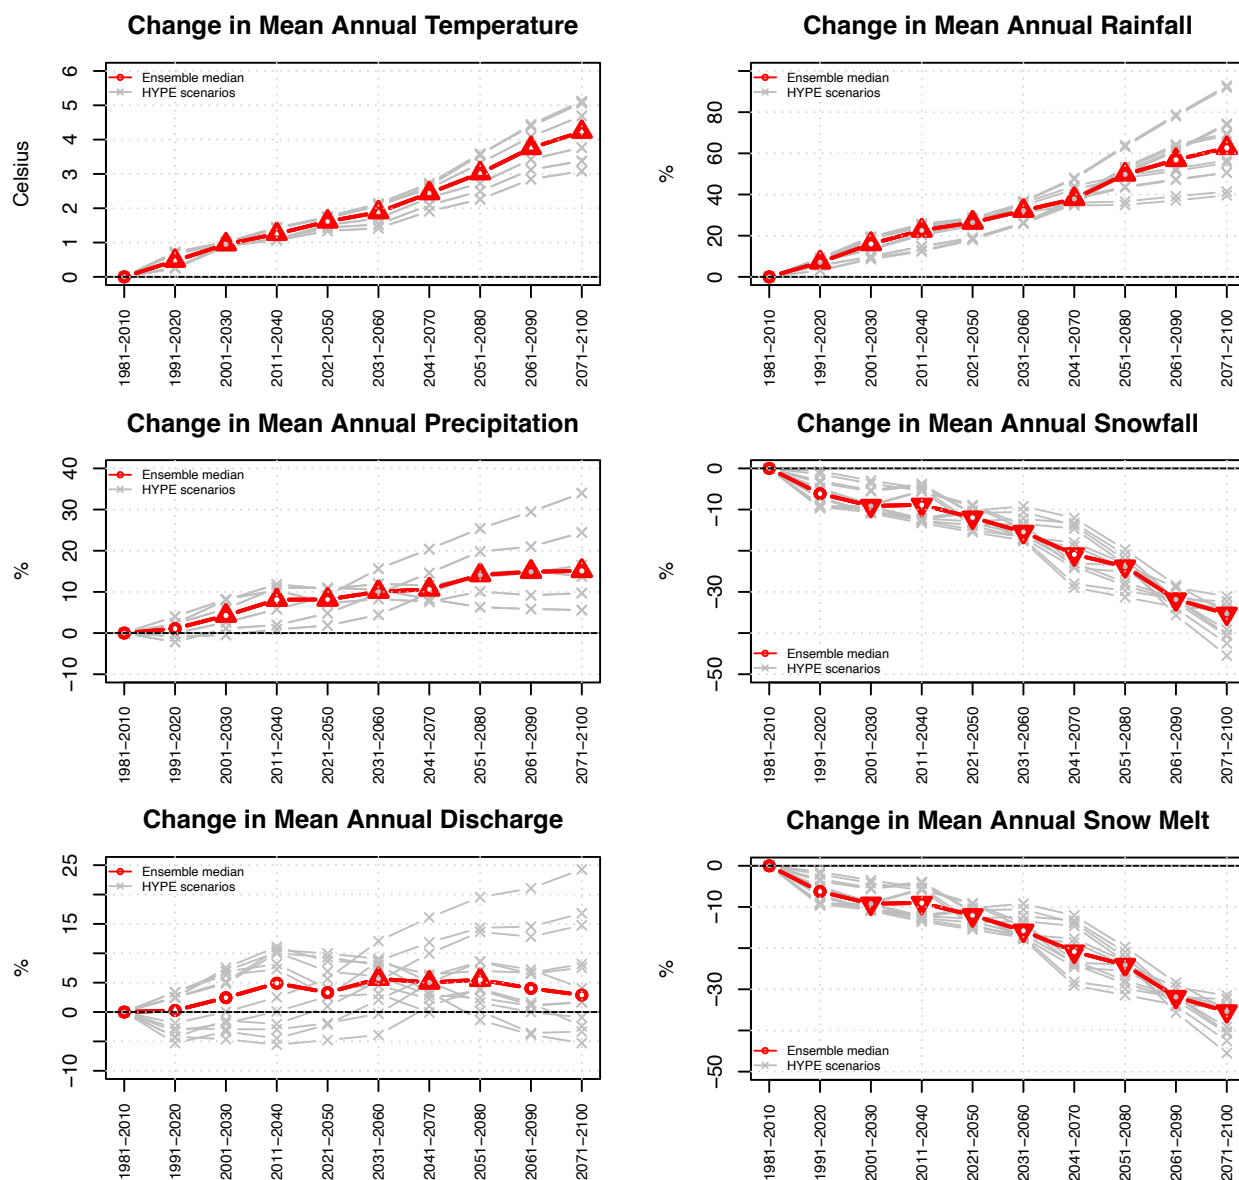 Change in Mean Annual Temperature
Celsius
0 1 2 3 4 5 6
Ensemble median
HYPE scenarios
1981−2010 1991−2020 2001−2030 2011−2040 2021−2050 2031−2060 2041−2070 2051−2080 2061−2090 2071−2100
Change in Mean Annual Rainfall
%
0 20 40 60 80
Ensemble median
HYPE scenarios
1981−2010 1991−2020 2001−2030 2011−2040 2021−2050 2031−2060 2041−2070 2051−2080 2061−2090 2071−2100
Change in Mean Annual Precipitation
%
−10 0 10 20 30 40
Ensemble median
HYPE scenarios
1981−2010 1991−2020 2001−2030 2011−2040 2021−2050 2031−2060 2041−2070 2051−2080 2061−2090 2071−2100
Change in Mean Annual Snowfall
%
−50 −30 −10 0
Ensemble median
HYPE scenarios
1981−2010 1991−2020 2001−2030 2011−2040 2021−2050 2031−2060 2041−2070 2051−2080 2061−2090 2071−2100
Change in Mean Annual Discharge
%
−10 0 5 15 25
Ensemble median
HYPE scenarios
1981−2010 1991−2020 2001−2030 2011−2040 2021−2050 2031−2060 2041−2070 2051−2080 2061−2090 2071−2100
Change in Mean Annual Snow Melt
%
−50 −30 −10 0
Ensemble median
HYPE scenarios
1981−2010 1991−2020 2001−2030 2011−2040 2021−2050 2031−2060 2041−2070 2051−2080 2061−2090 2071−2100